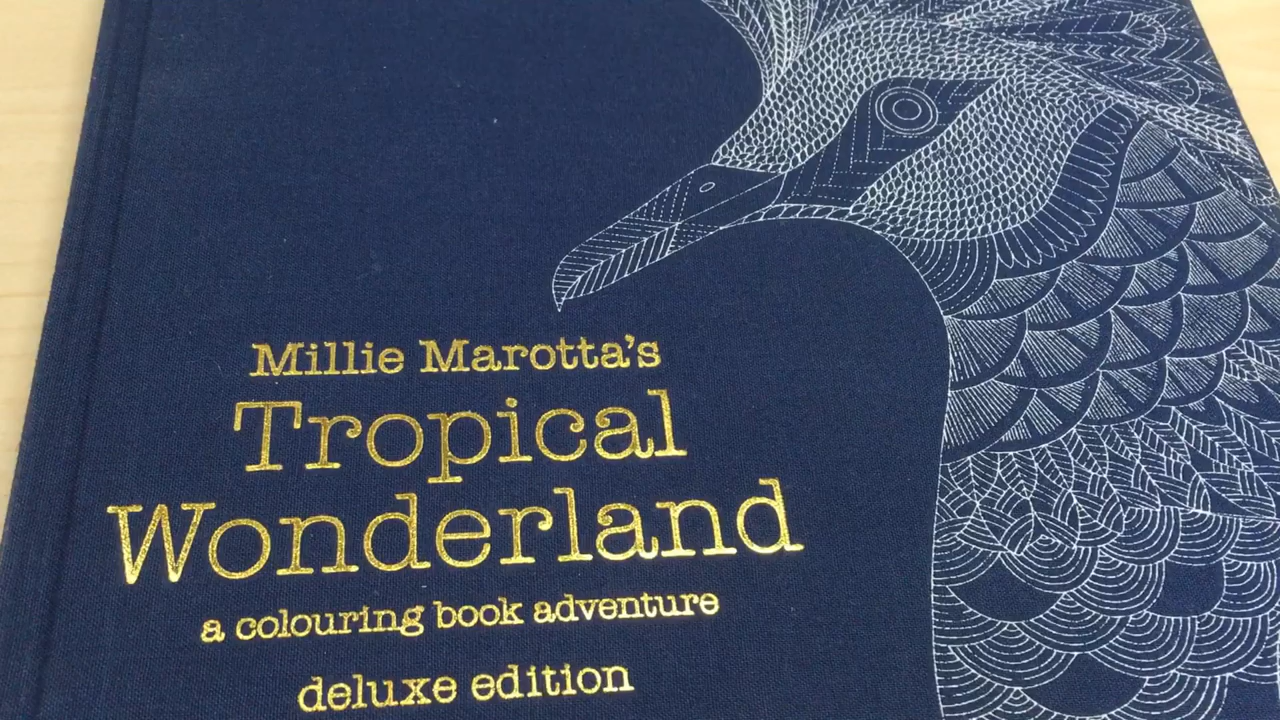 Millie Marotta's
Tropical
Wonderland
a colouring book adventure
deluxe edition